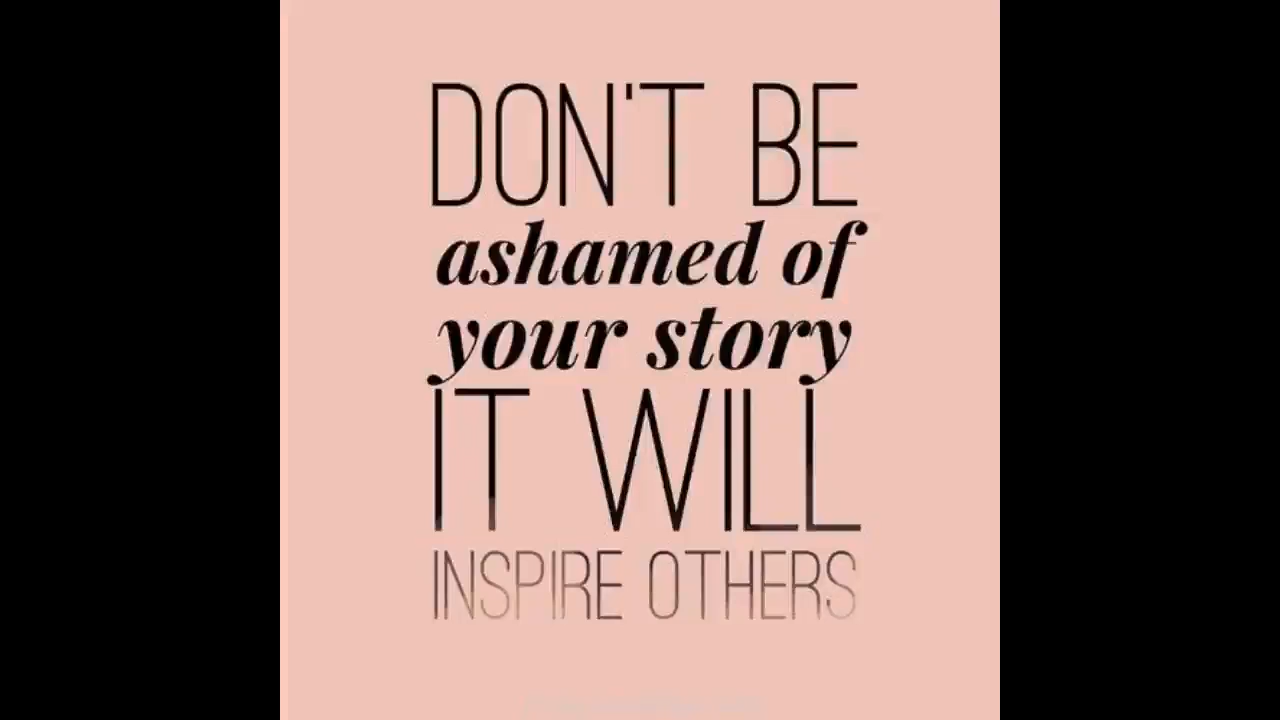 DON'T BE
ashamed of
your story
IT WILL
INSPIRE OTHERS